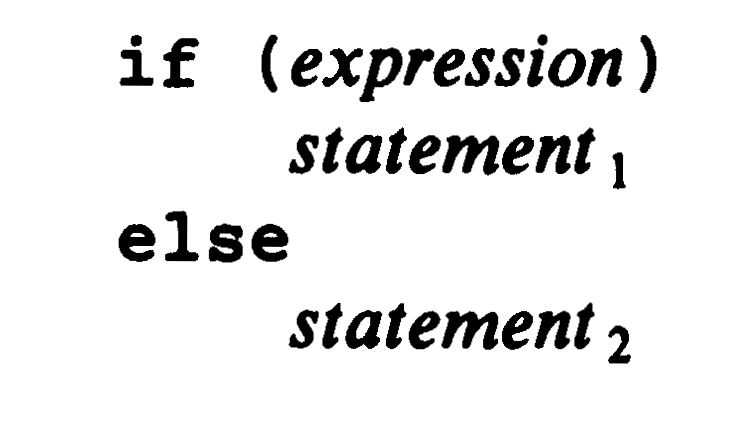 if (expression)
statement₁
else
statement₂